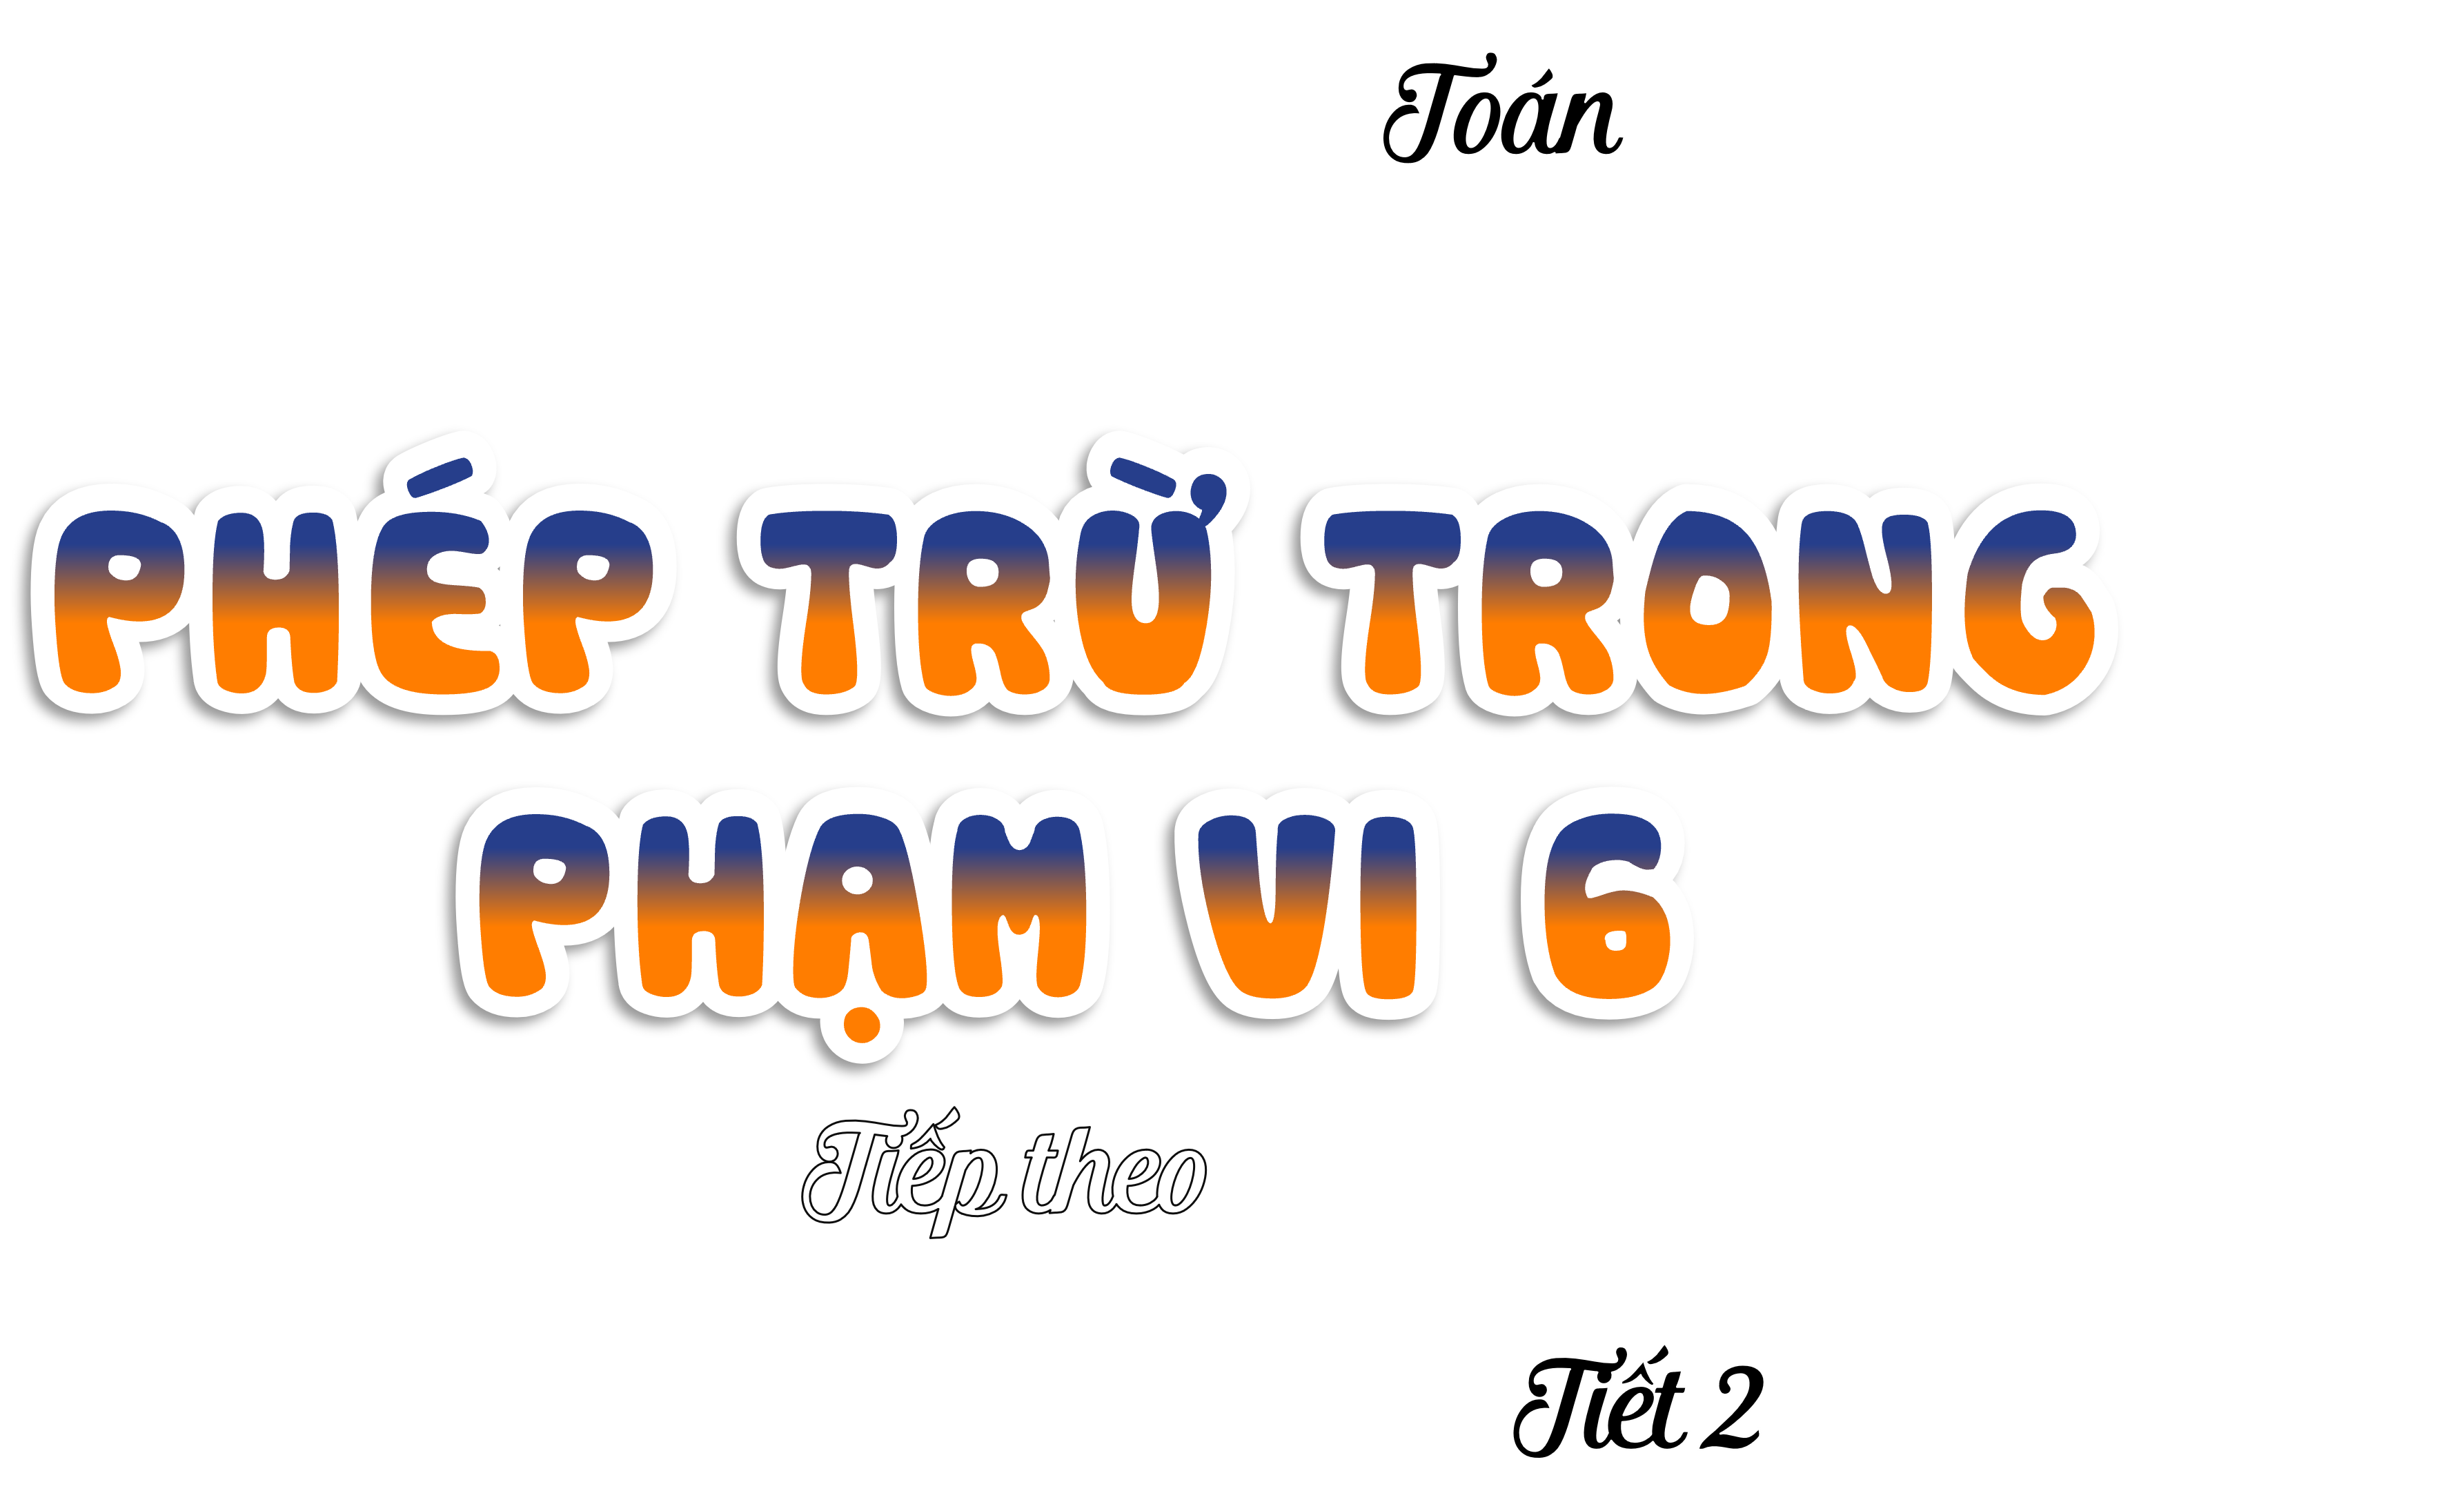 Toán
PHÉP TRỪ TRONG
PHẠM VI 6
Tiếp theo
Tiết 2